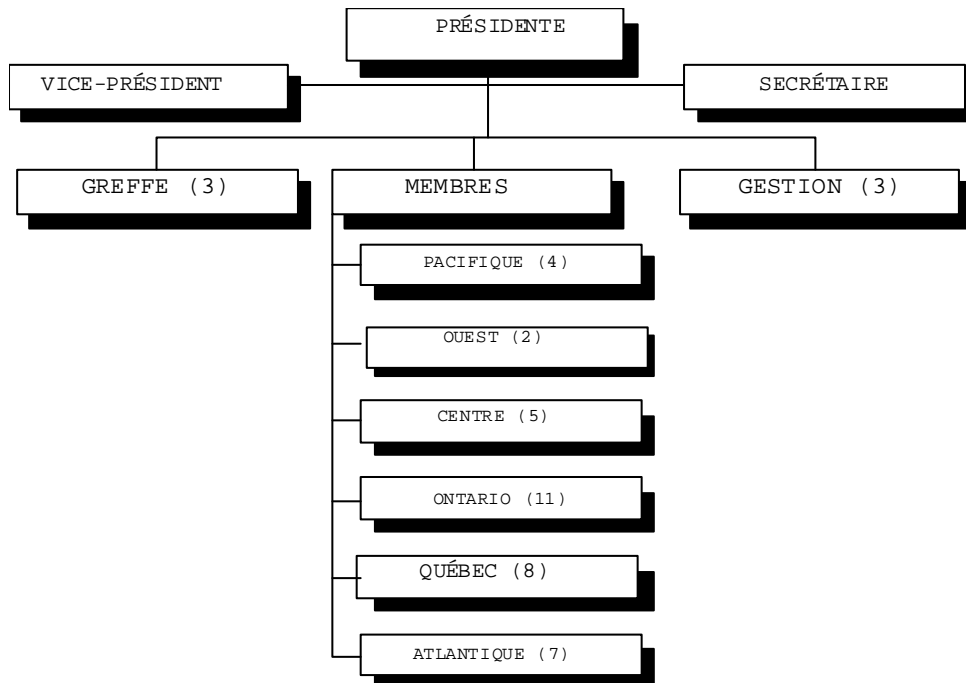 PRÉSIDENTE
VICE-PRÉSIDENT
SECRÉTAIRE
GREFFE (3)
MEMBRES
GESTION (3)
PACIFIQUE (4)
OUEST (2)
CENTRE (5)
ONTARIO (11)
QUÉBEC (8)
ATLANTIQUE (7)